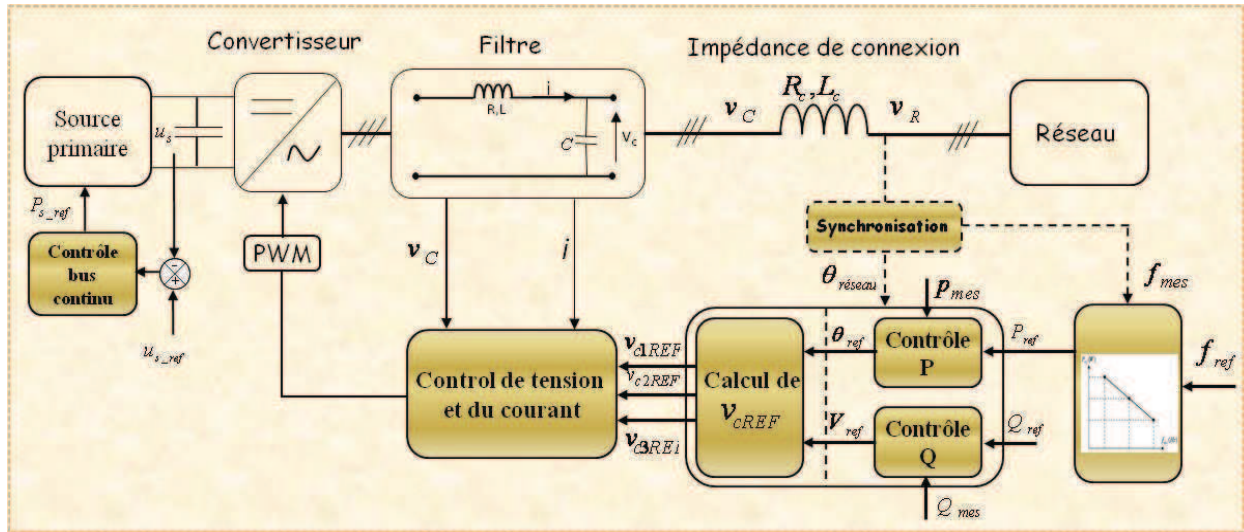 Convertisseur
Filtre
Impédance de connexion
Source
primaire
u_s
R,L
i
C
V_c
v_C
R_c, L_c
v_R
Réseau
P_s_ref
Contrôle
bus
continu
-
+
u_s_ref
PWM
v_C
i
Synchronisation
θ_réseau
p_mes
f_mes
Control de tension
et du courant
v_c1REF
v_c2REF
v_c3REF
Calcul de
v_cREF
θ_ref
V_ref
Contrôle
P
Contrôle
Q
P_ref
Q_ref
Q_mes
f_ref